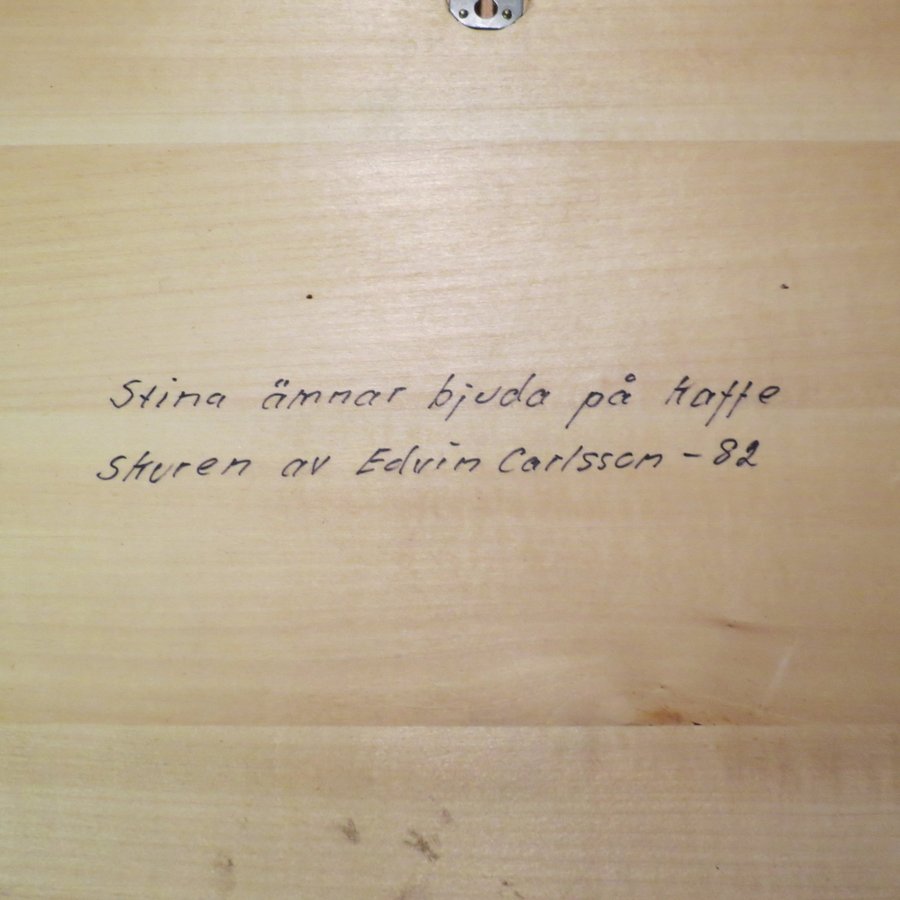 Stina ämnar bjuda på kaffe
Skuren av Edvin Carlsson - 82